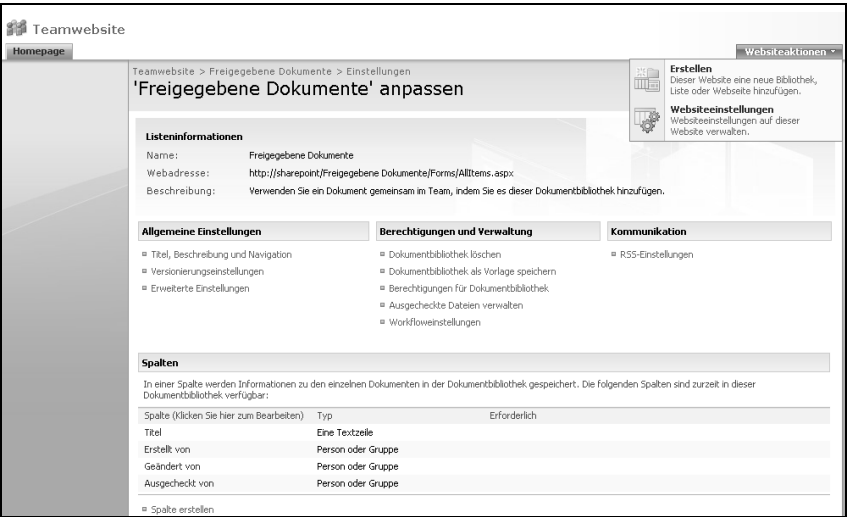 Teamwebsite
Homepage
Websiteaktionen
Erstellen
Dieser Website eine neue Bibliothek,
Liste oder Webseite hinzufügen.
Websiteeinstellungen
Websiteeinstellungen auf dieser
Website verwalten.
Teamwebsite > Freigegebene Dokumente > Einstellungen
'Freigegebene Dokumente' anpassen
Listeninformationen
Name: Freigegebene Dokumente
Webadresse: http://sharepoint/Freigegebene Dokumente/Forms/AllItems.aspx
Beschreibung: Verwenden Sie ein Dokument gemeinsam im Team, indem Sie es dieser Dokumentbibliothek hinzufügen.
Allgemeine Einstellungen
Titel, Beschreibung und Navigation
Versionierungseinstellungen
Erweiterte Einstellungen
Berechtigungen und Verwaltung
Dokumentbibliothek löschen
Dokumentbibliothek als Vorlage speichern
Berechtigungen für Dokumentbibliothek
Ausgecheckte Dateien verwalten
Workfloweinstellungen
Kommunikation
RSS-Einstellungen
Spalten
In einer Spalte werden Informationen zu den einzelnen Dokumenten in der Dokumentbibliothek gespeichert. Die folgenden Spalten sind zurzeit in dieser
Dokumentbibliothek verfügbar:
Spalte (Klicken Sie hier zum Bearbeiten) Typ Erforderlich
Titel Eine Textzeile
Erstellt von Person oder Gruppe
Geändert von Person oder Gruppe
Ausgecheckt von Person oder Gruppe
Spalte erstellen